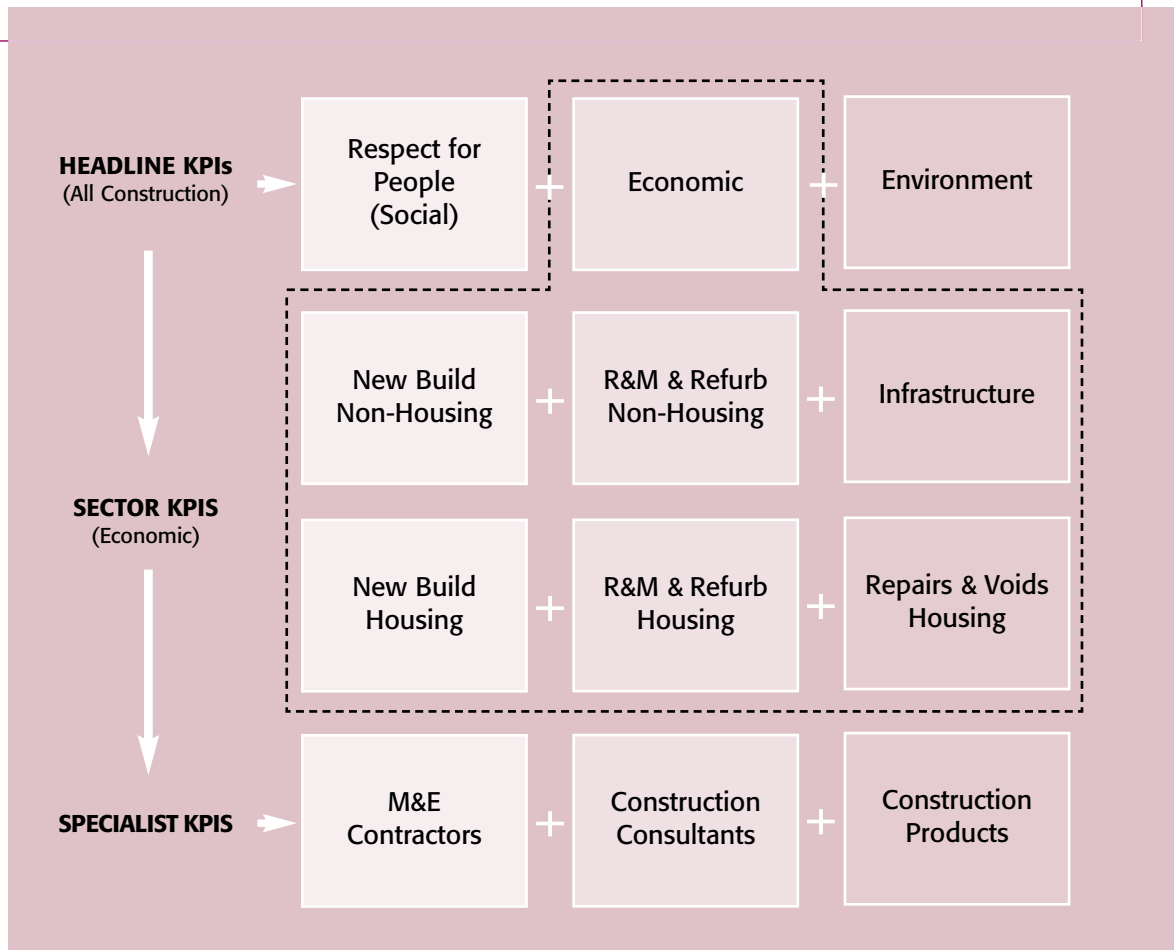 HEADLINE KPIs
(All Construction)
Respect for
People
(Social)
+
Economic
+
Environment
New Build
Non-Housing
+
R&M & Refurb
Non-Housing
+
Infrastructure
SECTOR KPIS
(Economic)
New Build
Housing
+
R&M & Refurb
Housing
+
Repairs & Voids
Housing
SPECIALIST KPIS
M&E
Contractors
+
Construction
Consultants
+
Construction
Products